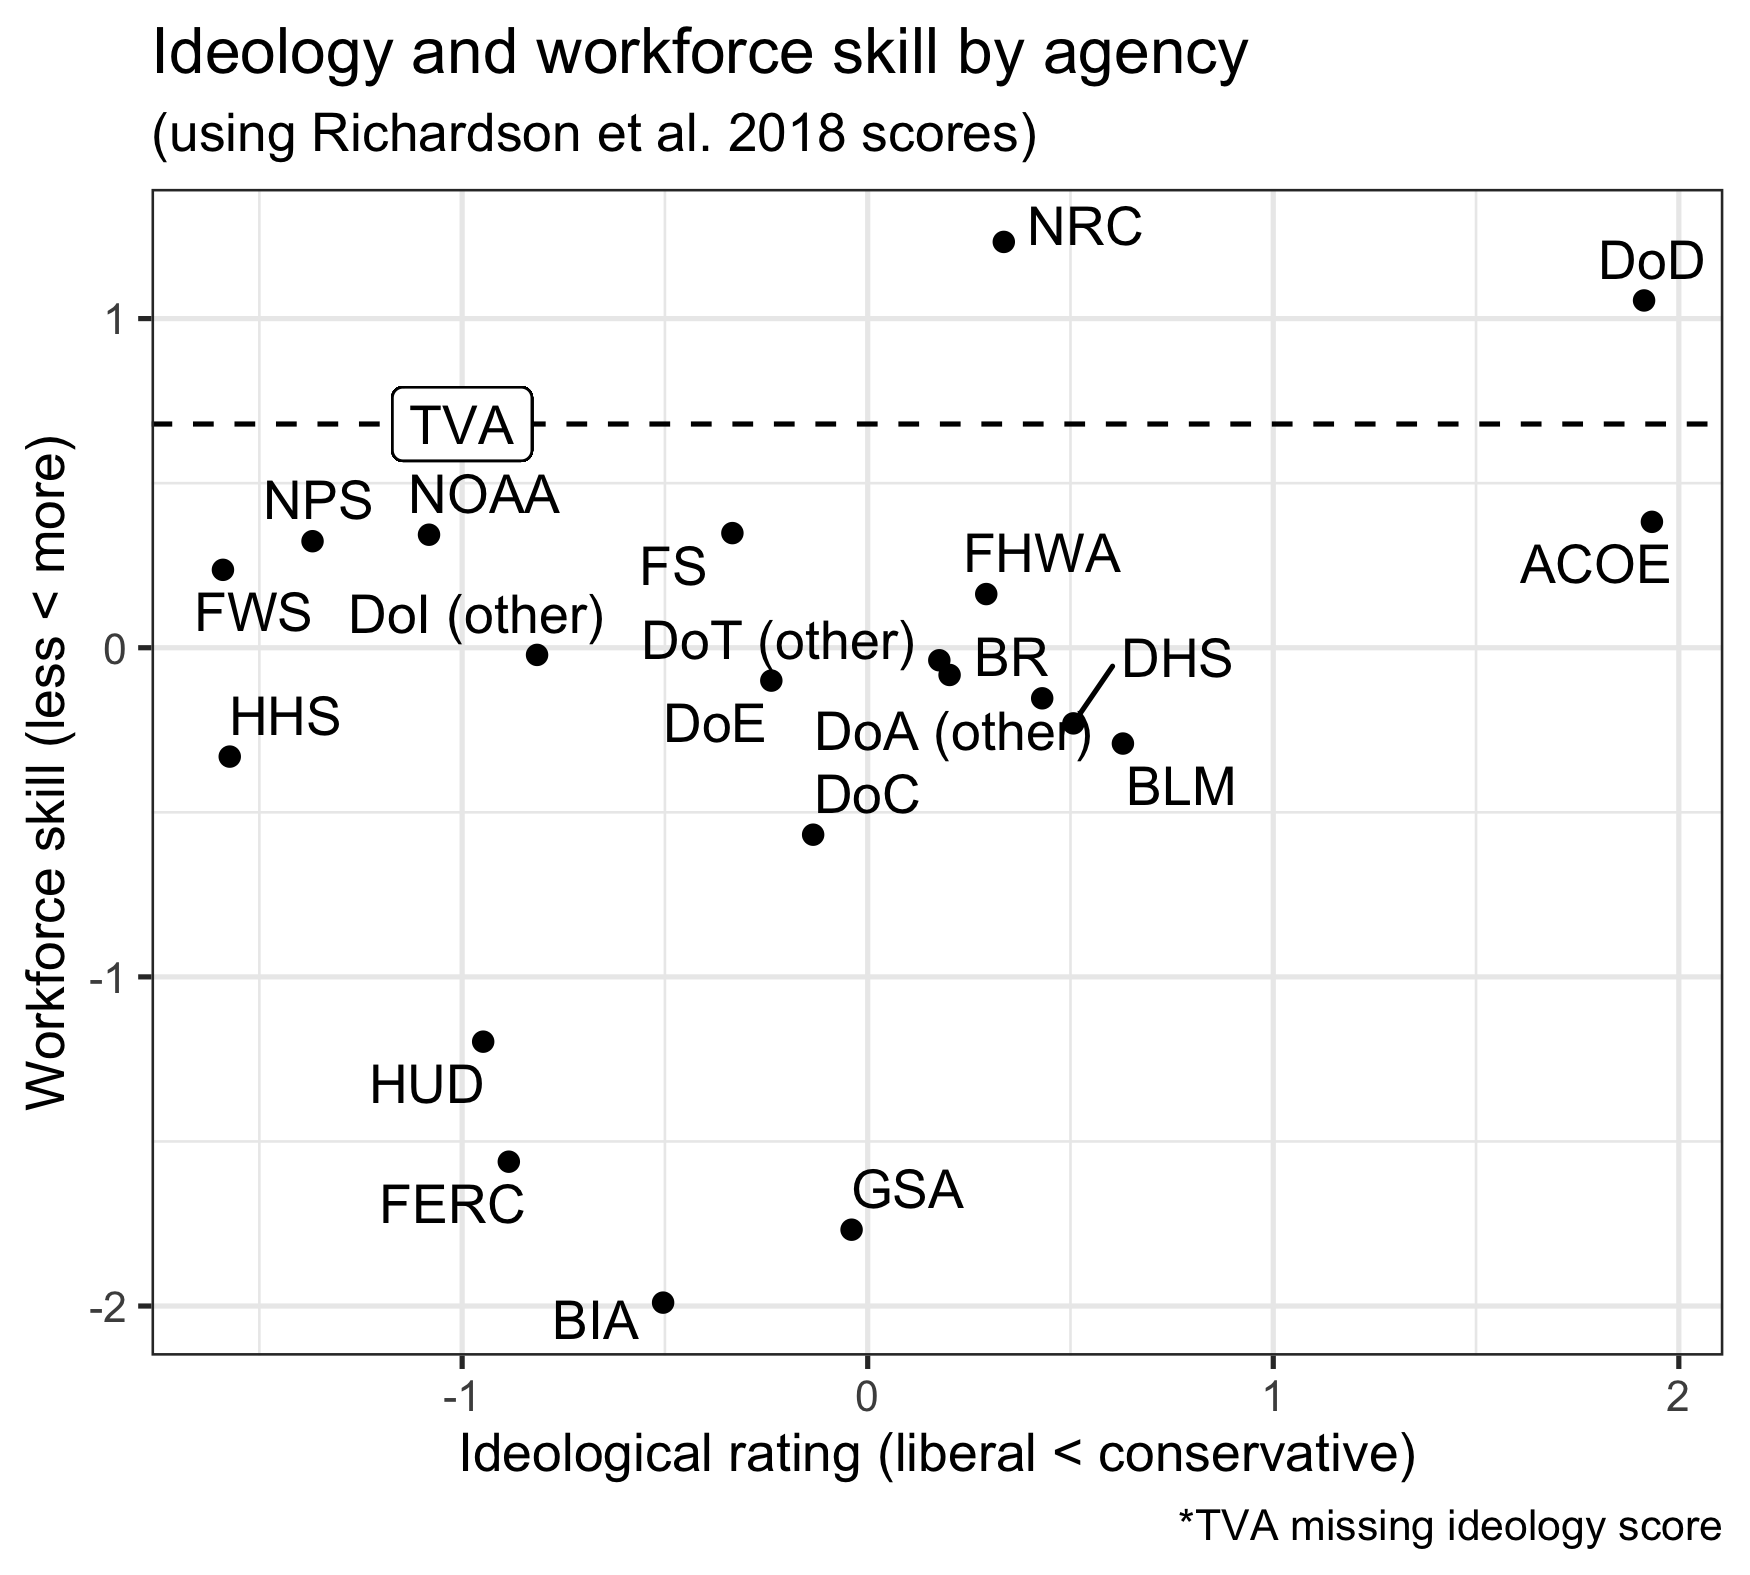 Ideology and workforce skill by agency
(using Richardson et al. 2018 scores)
NRC
DoD
1
TVA
NPS
NOAA
FS
FHWA
ACOE
FWS
DoI (other)
DoT (other)
BR
DHS
0
HHS
DoE
DoA (other)
BLM
DoC
-1
HUD
FERC
GSA
BIA
-2
Workforce skill (less < more)
-1
0
1
2
Ideological rating (liberal < conservative)
*TVA missing ideology score